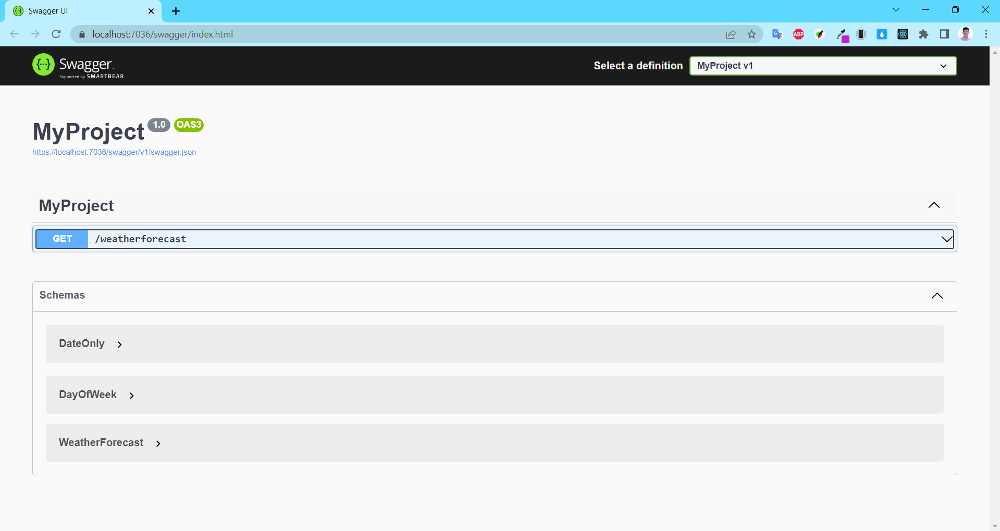 Swagger UI
localhost:7036/swagger/index.html
ABP
Swagger
Supported by SMARTBEAR
Select a definition
MyProject v1
MyProject 1.0 OAS3
https://localhost:7036/swagger/v1/swagger.json
MyProject
GET /weatherforecast
Schemas
DateOnly
DayOfWeek
WeatherForecast